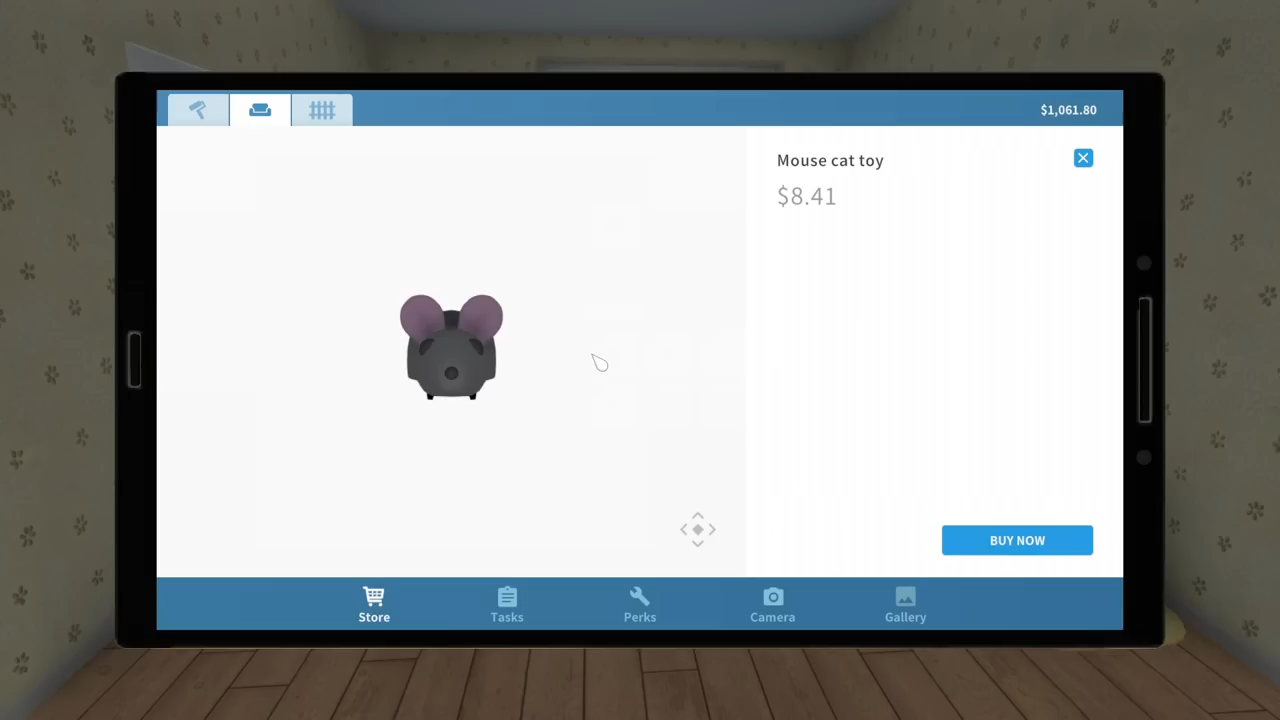 $1,061.80
Mouse cat toy
$8.41
BUY NOW
Store
Tasks
Perks
Camera
Gallery